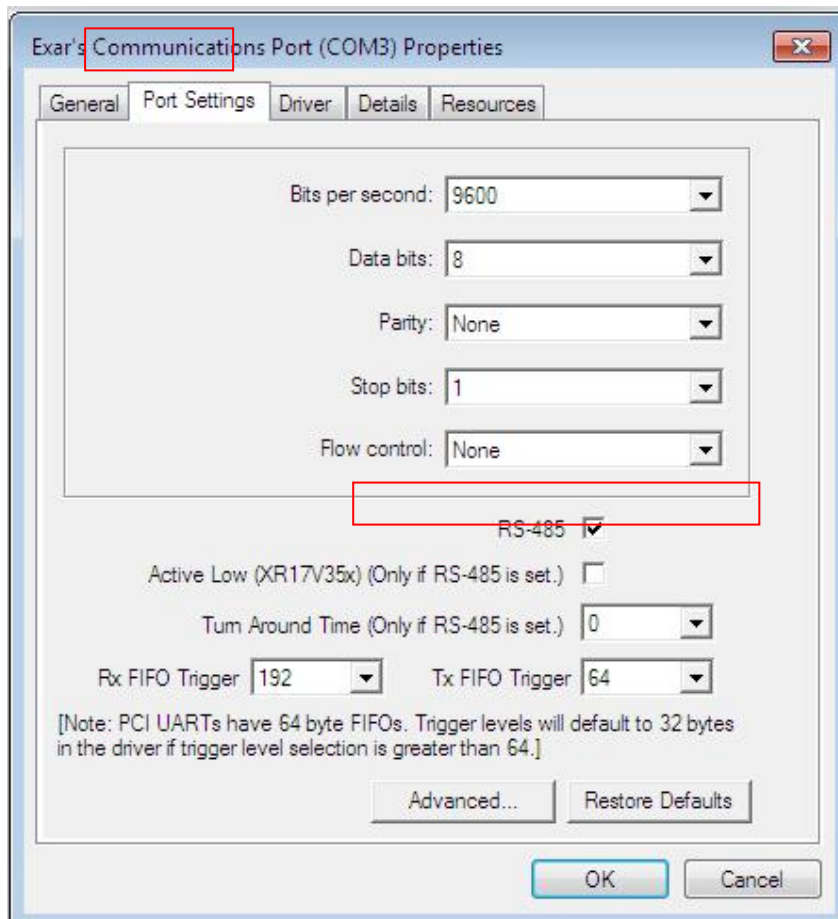 Exar's Communications Port (COM3) Properties
General Port Settings Driver Details Resources
Bits per second: 9600
Data bits: 8
Parity: None
Stop bits: 1
Flow control: None
RS-485
Active Low (XR17V35x) (Only if RS-485 is set.)
Turn Around Time (Only if RS-485 is set.) 0
Rx FIFO Trigger 192 Tx FIFO Trigger 64
[Note: PCI UARTs have 64 byte FIFOs. Trigger levels will default to 32 bytes
in the driver if trigger level selection is greater than 64.]
Advanced... Restore Defaults
OK Cancel